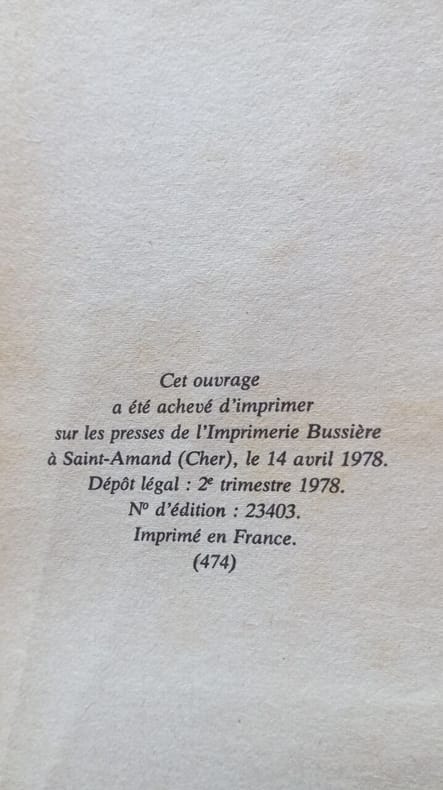 Cet ouvrage
a été achevé d'imprimer
sur les presses de l'Imprimerie Bussière
à Saint-Amand (Cher), le 14 avril 1978.
Dépôt légal : 2ᵉ trimestre 1978.
Nº d'édition : 23403.
Imprimé en France.
(474)